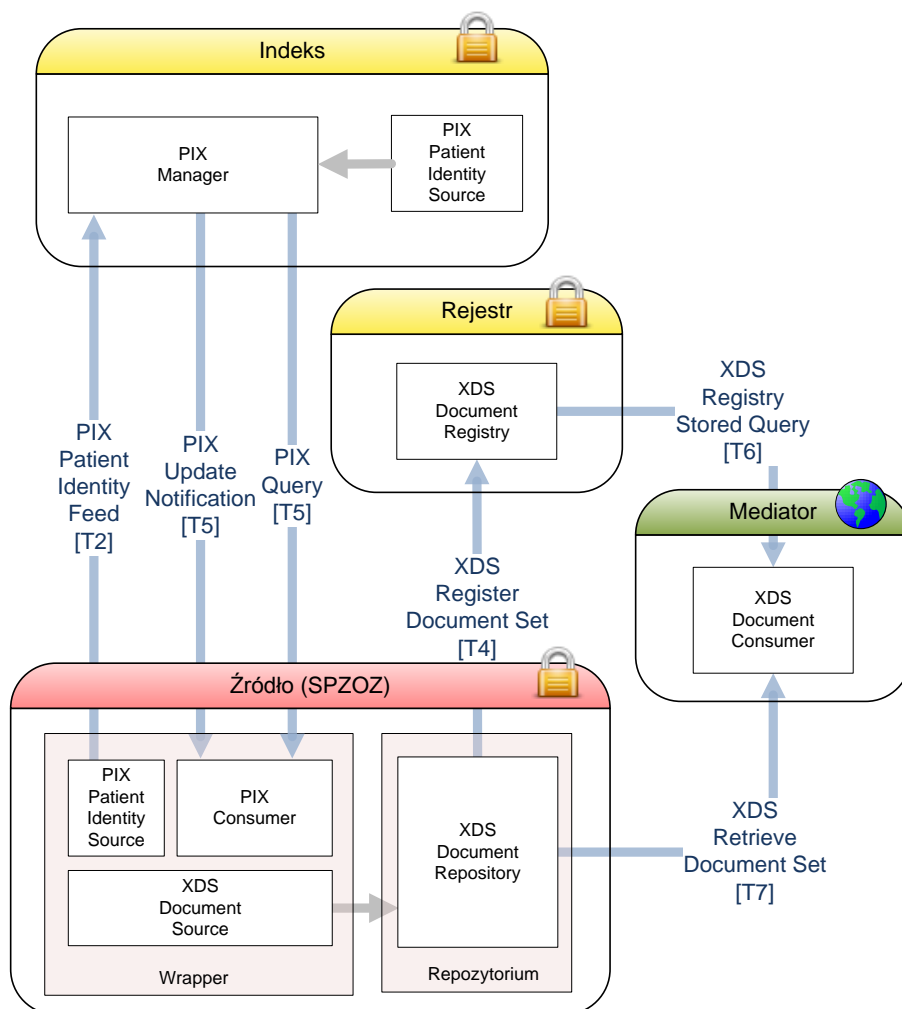 Indeks
PIX
Manager
PIX
Patient
Identity
Source
Rejestr
XDS
Document
Registry
XDS
Registry
Stored Query
[T6]
PIX
Patient
Identity
Feed
[T2]
PIX
Update
Notification
[T5]
PIX
Query
[T5]
Mediator
XDS
Document
Consumer
XDS
Register
Document Set
[T4]
Źródło (SPZOZ)
PIX
Patient
Identity
Source
PIX
Consumer
XDS
Document
Source
Wrapper
XDS
Document
Repository
Repozytorium
XDS
Retrieve
Document Set
[T7]